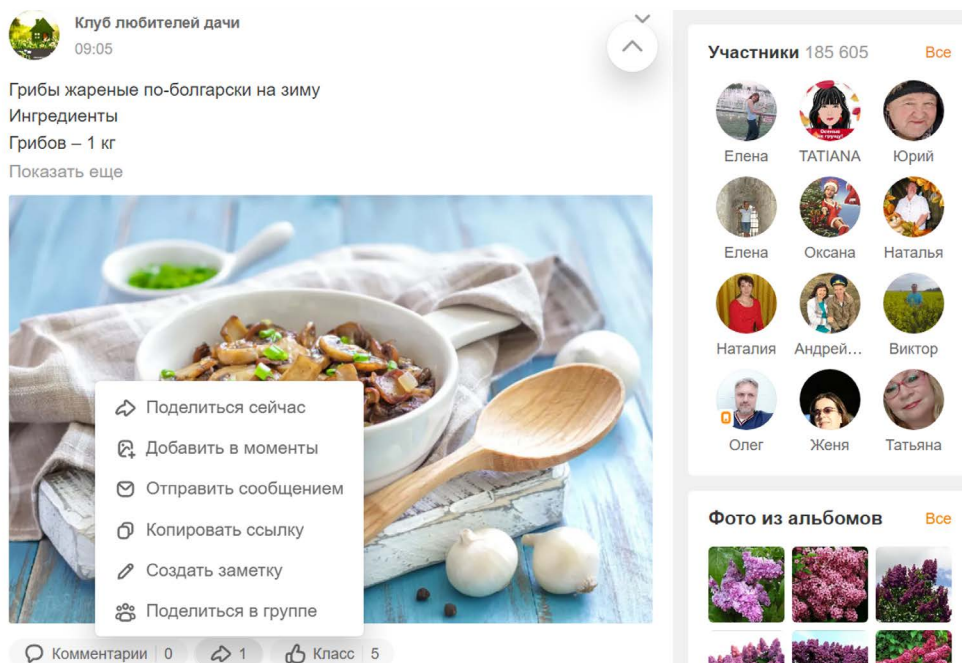 Клуб любителей дачи
09:05
Грибы жареные по-болгарски на зиму
Ингредиенты
Грибов – 1 кг
Показать еще
Поделиться сейчас
Добавить в моменты
Отправить сообщением
Копировать ссылку
Создать заметку
Поделиться в группе
Комментарии 0
1
Класс 5
Участники 185 605
Все
Елена
TATIANA
Юрий
Елена
Оксана
Наталья
Наталия
Андрей...
Виктор
Олег
Женя
Татьяна
Фото из альбомов
Все